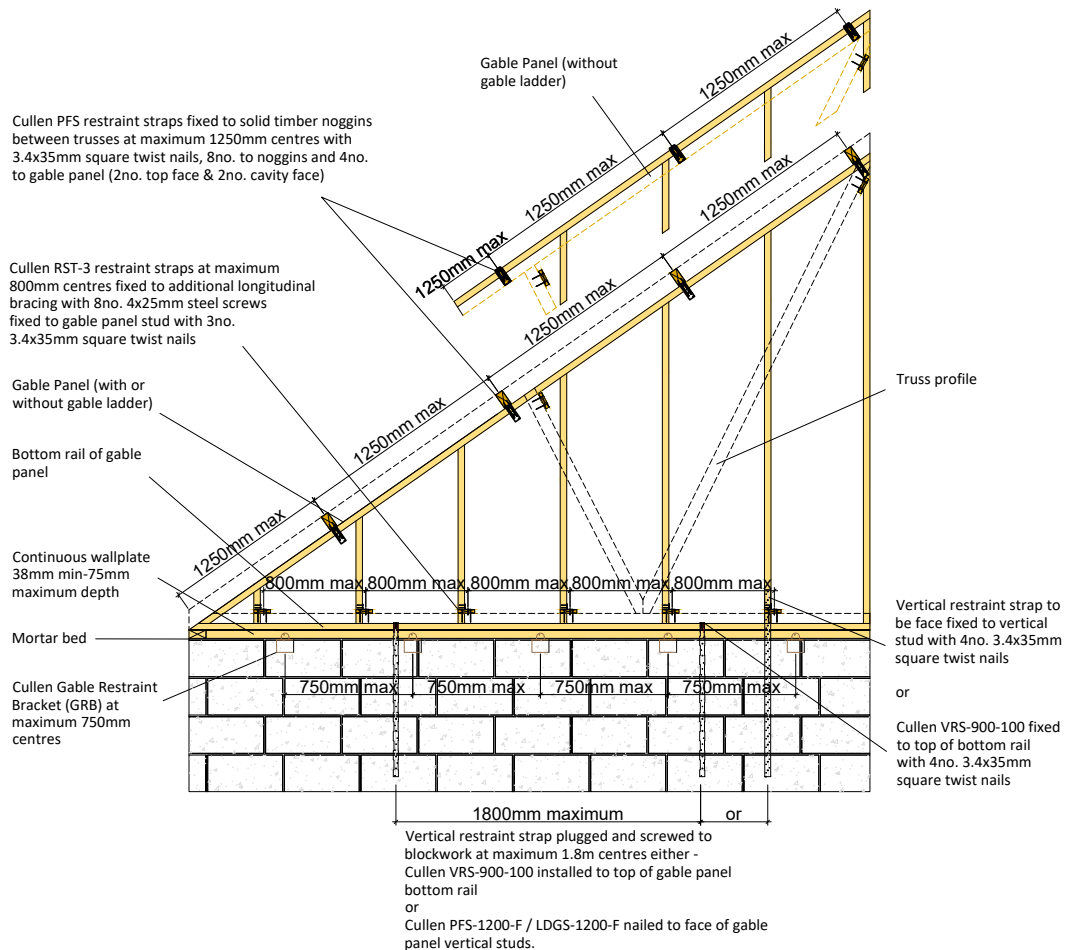 Gable Panel (without
gable ladder)
1250mm max
1250mm max
1250mm max
Cullen PFS restraint straps fixed to solid timber noggins
between trusses at maximum 1250mm centres with
3.4x35mm square twist nails, 8no. to noggins and 4no.
to gable panel (2no. top face & 2no. cavity face)
1250mm max
1250mm max
1250mm max
1250mm max
Cullen RST-3 restraint straps at maximum
800mm centres fixed to additional longitudinal
bracing with 8no. 4x25mm steel screws
fixed to gable panel stud with 3no.
3.4x35mm square twist nails
Gable Panel (with or
without gable ladder)
Truss profile
Bottom rail of gable
panel
Continuous wallplate
38mm min-75mm
maximum depth
800mm max
800mm max
800mm max
800mm max
800mm max
Mortar bed
Vertical restraint strap to
be face fixed to vertical
stud with 4no. 3.4x35mm
square twist nails
or
Cullen VRS-900-100 fixed
to top of bottom rail
with 4no. 3.4x35mm
square twist nails
Cullen Gable Restraint
Bracket (GRB) at
maximum 750mm
centres
750mm max
750mm max
750mm max
750mm max
1800mm maximum
or
Vertical restraint strap plugged and screwed to
blockwork at maximum 1.8m centres either -
Cullen VRS-900-100 installed to top of gable panel
bottom rail
or
Cullen PFS-1200-F / LDGS-1200-F nailed to face of gable
panel vertical studs.